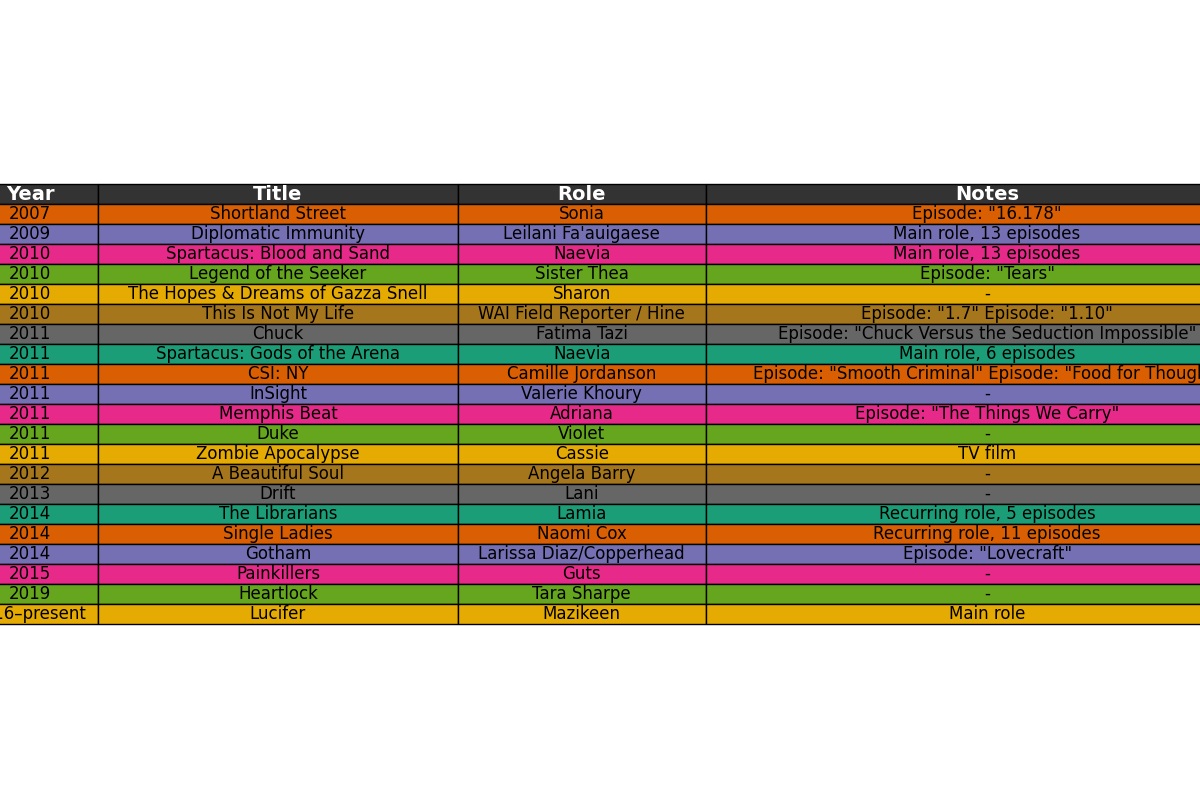 Year Title Role Notes
2007 Shortland Street Sonia Episode: "16.178"
2009 Diplomatic Immunity Leilani Fa'auigaese Main role, 13 episodes
2010 Spartacus: Blood and Sand Naevia Main role, 13 episodes
2010 Legend of the Seeker Sister Thea Episode: "Tears"
2010 The Hopes & Dreams of Gazza Snell Sharon -
2010 This Is Not My Life WAI Field Reporter / Hine Episode: "1.7" Episode: "1.10"
2011 Chuck Fatima Tazi Episode: "Chuck Versus the Seduction Impossible"
2011 Spartacus: Gods of the Arena Naevia Main role, 6 episodes
2011 CSI: NY Camille Jordanson Episode: "Smooth Criminal" Episode: "Food for
2011 InSight Valerie Khoury -
2011 Memphis Beat Adriana Episode: "The Things We Carry"
2011 Duke Violet -
2011 Zombie Apocalypse Cassie TV film
2012 A Beautiful Soul Angela Barry -
2013 Drift Lani -
2014 The Librarians Lamia Recurring role, 5 episodes
2014 Single Ladies Naomi Cox Recurring role, 11 episodes
2014 Gotham Larissa Diaz/Copperhead Episode: "Lovecraft"
2015 Painkillers Guts -
2019 Heartlock Tara Sharpe -
6–present Lucifer Mazikeen Main role